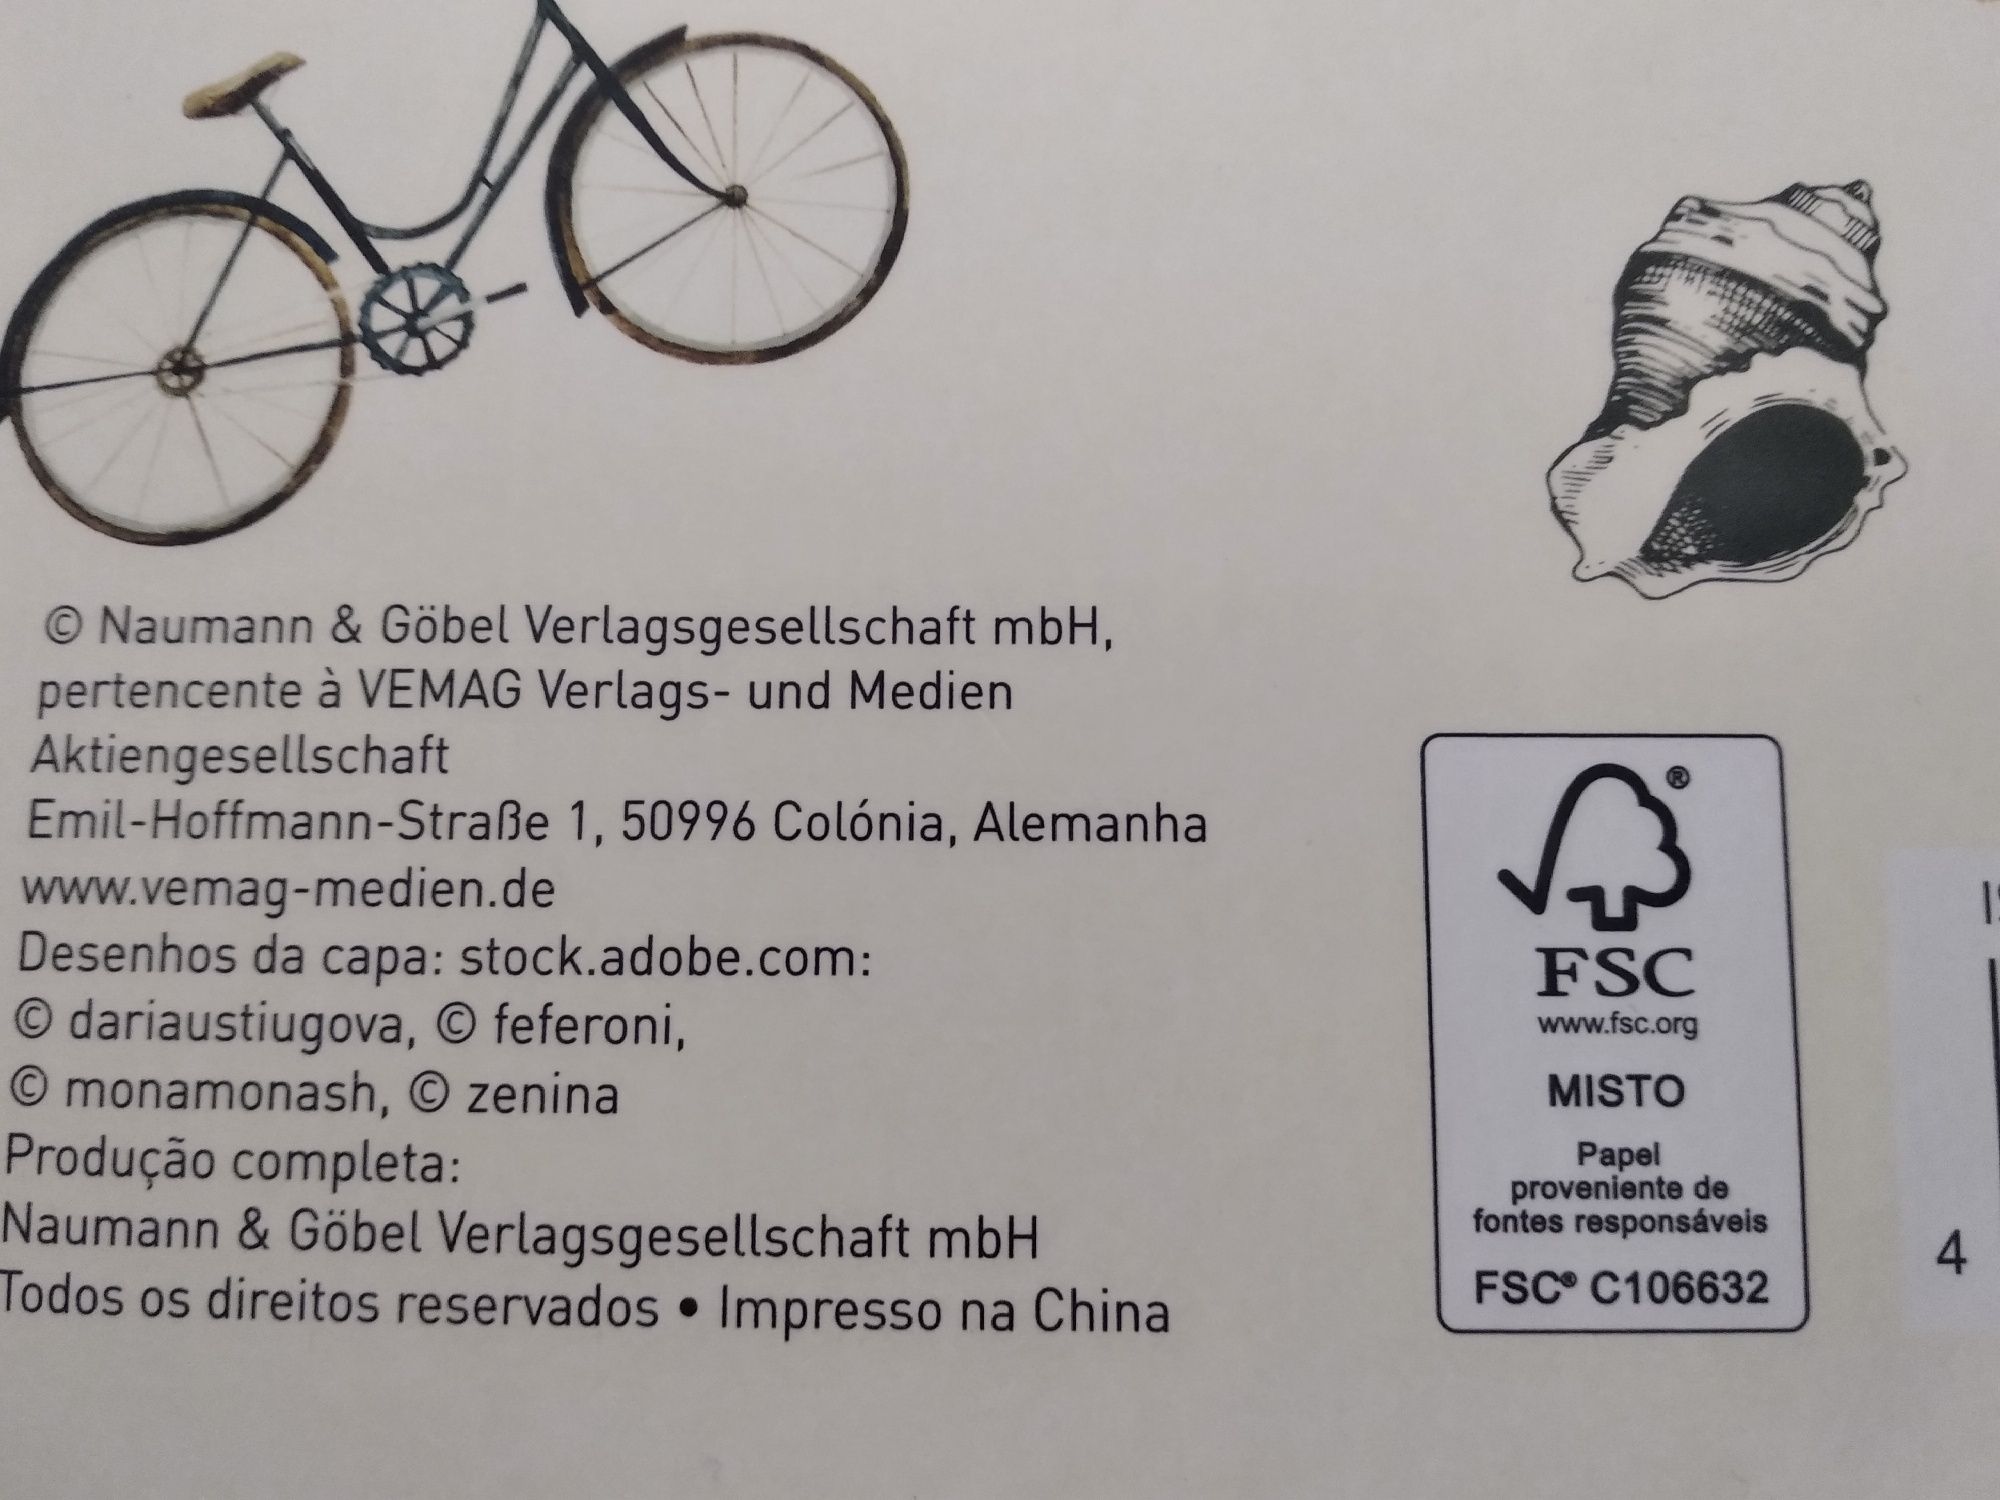 © Naumann & Göbel Verlagsgesellschaft mbH,
pertencente à VEMAG Verlags- und Medien
Aktiengesellschaft
Emil-Hoffmann-Straße 1, 50996 Colónia, Alemanha
www.vemag-medien.de
Desenhos da capa: stock.adobe.com:
© dariaustiugova, © feferoni,
© monamonash, © zenina
Produção completa:
Naumann & Göbel Verlagsgesellschaft mbH
Todos os direitos reservados • Impresso na China
®
FSC
www.fsc.org
MISTO
Papel
proveniente de
fontes responsáveis
FSC® C106632
4